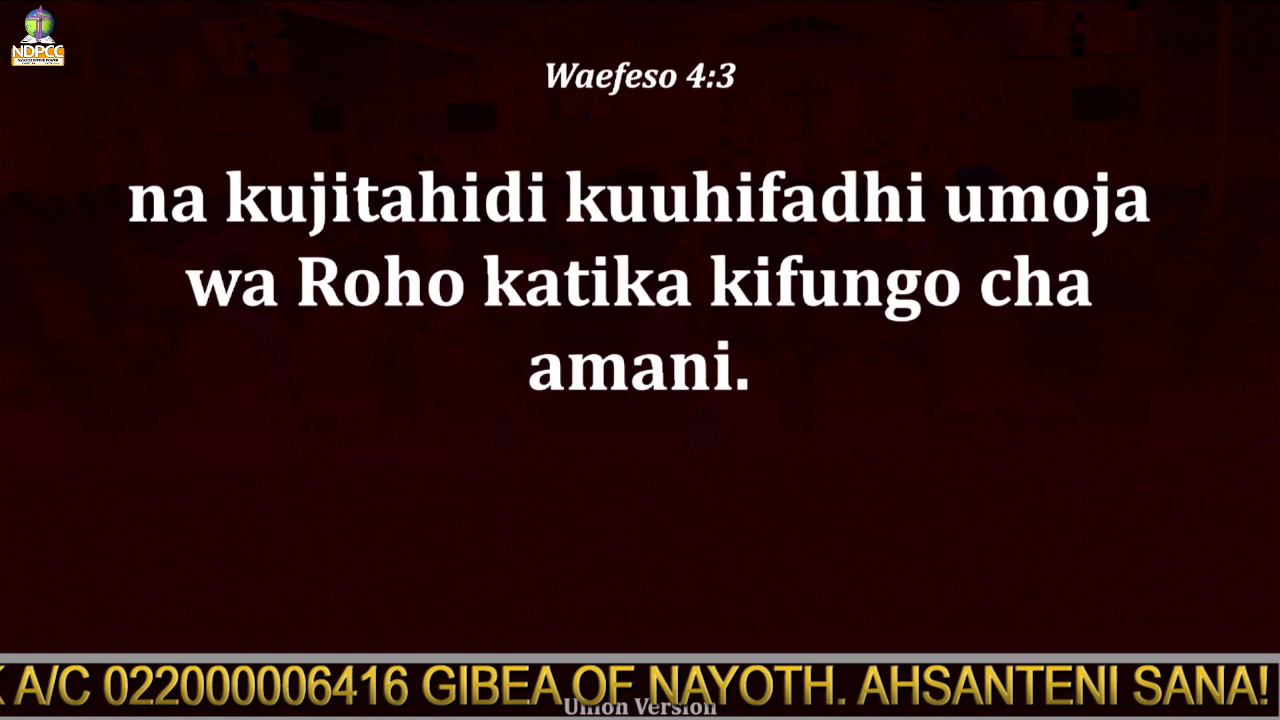 NDPCC
Waefeso 4:3
na kujitahidi kuuhifadhi umoja
wa Roho katika kifungo cha
amani.
A/C 022000006416 GIBEA OF NAYOTH. AHSANTENI SANA!
Union Version